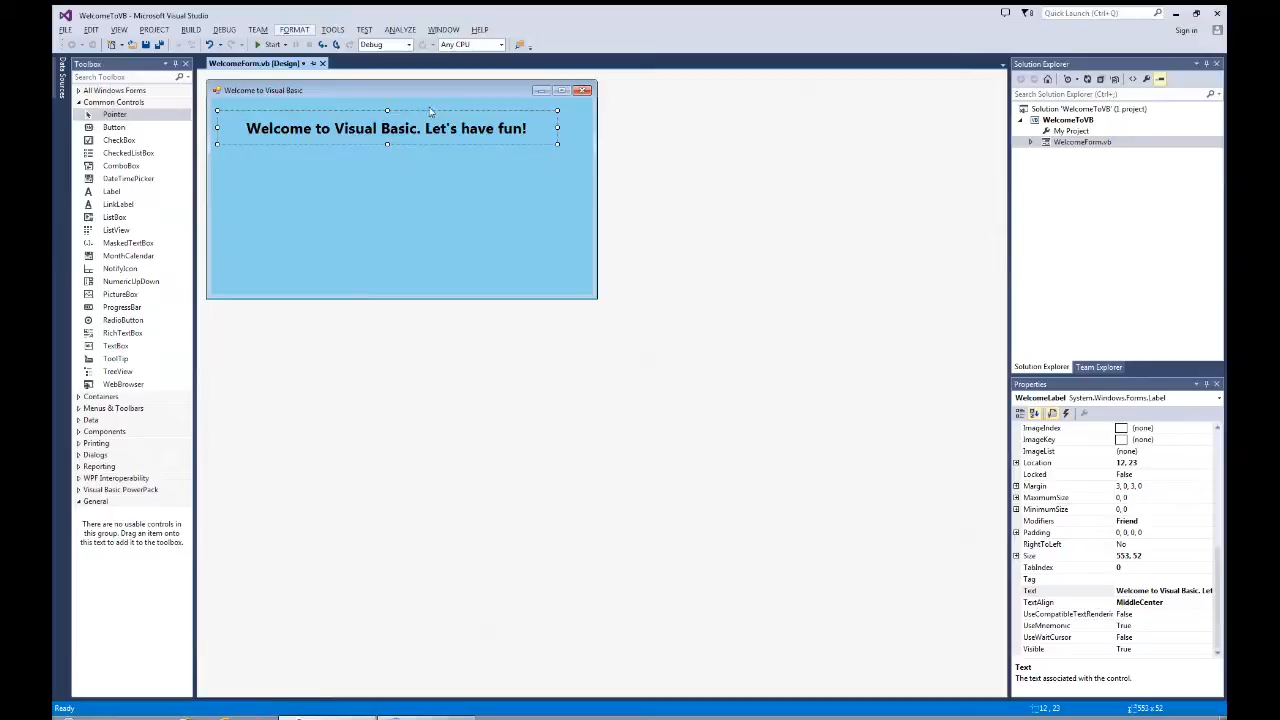 WelcomeToVB - Microsoft Visual Studio
8
Quick Launch (Ctrl+Q)
FILE EDIT VIEW PROJECT BUILD DEBUG TEAM FORMAT TOOLS TEST ANALYZE WINDOW HELP
Sign in
Start Debug Any CPU
Data Sources
Toolbox
Search Toolbox
All Windows Forms
Common Controls
Pointer
Button
CheckBox
CheckedListBox
ComboBox
DateTimePicker
Label
LinkLabel
ListBox
ListView
MaskedTextBox
MonthCalendar
NotifyIcon
NumericUpDown
PictureBox
ProgressBar
RadioButton
RichTextBox
TextBox
ToolTip
TreeView
WebBrowser
Containers
Menus & Toolbars
Data
Components
Printing
Dialogs
Reporting
WPF Interoperability
Visual Basic PowerPack
General
There are no usable controls in
this group. Drag an item onto
this text to add it to the toolbox.
WelcomeForm.vb [Design]
Welcome to Visual Basic
Welcome to Visual Basic. Let's have fun!
Solution Explorer
Search Solution Explorer (Ctrl+;)
Solution 'WelcomeToVB' (1 project)
WelcomeToVB
My Project
WelcomeForm.vb
Solution Explorer Team Explorer
Properties
WelcomeLabel System.Windows.Forms.Label
ImageIndex (none)
ImageKey (none)
ImageList (none)
Location 12, 23
Locked False
Margin 3, 0, 3, 0
MaximumSize 0, 0
MinimumSize 0, 0
Modifiers Friend
Padding 0, 0, 0, 0
RightToLeft No
Size 553, 52
TabIndex 0
Tag
Text Welcome to Visual Basic. Let
TextAlign MiddleCenter
UseCompatibleTextRenderin False
UseMnemonic True
UseWaitCursor False
Visible True
Text
The text associated with the control.
Ready
12 , 23
553 x 52